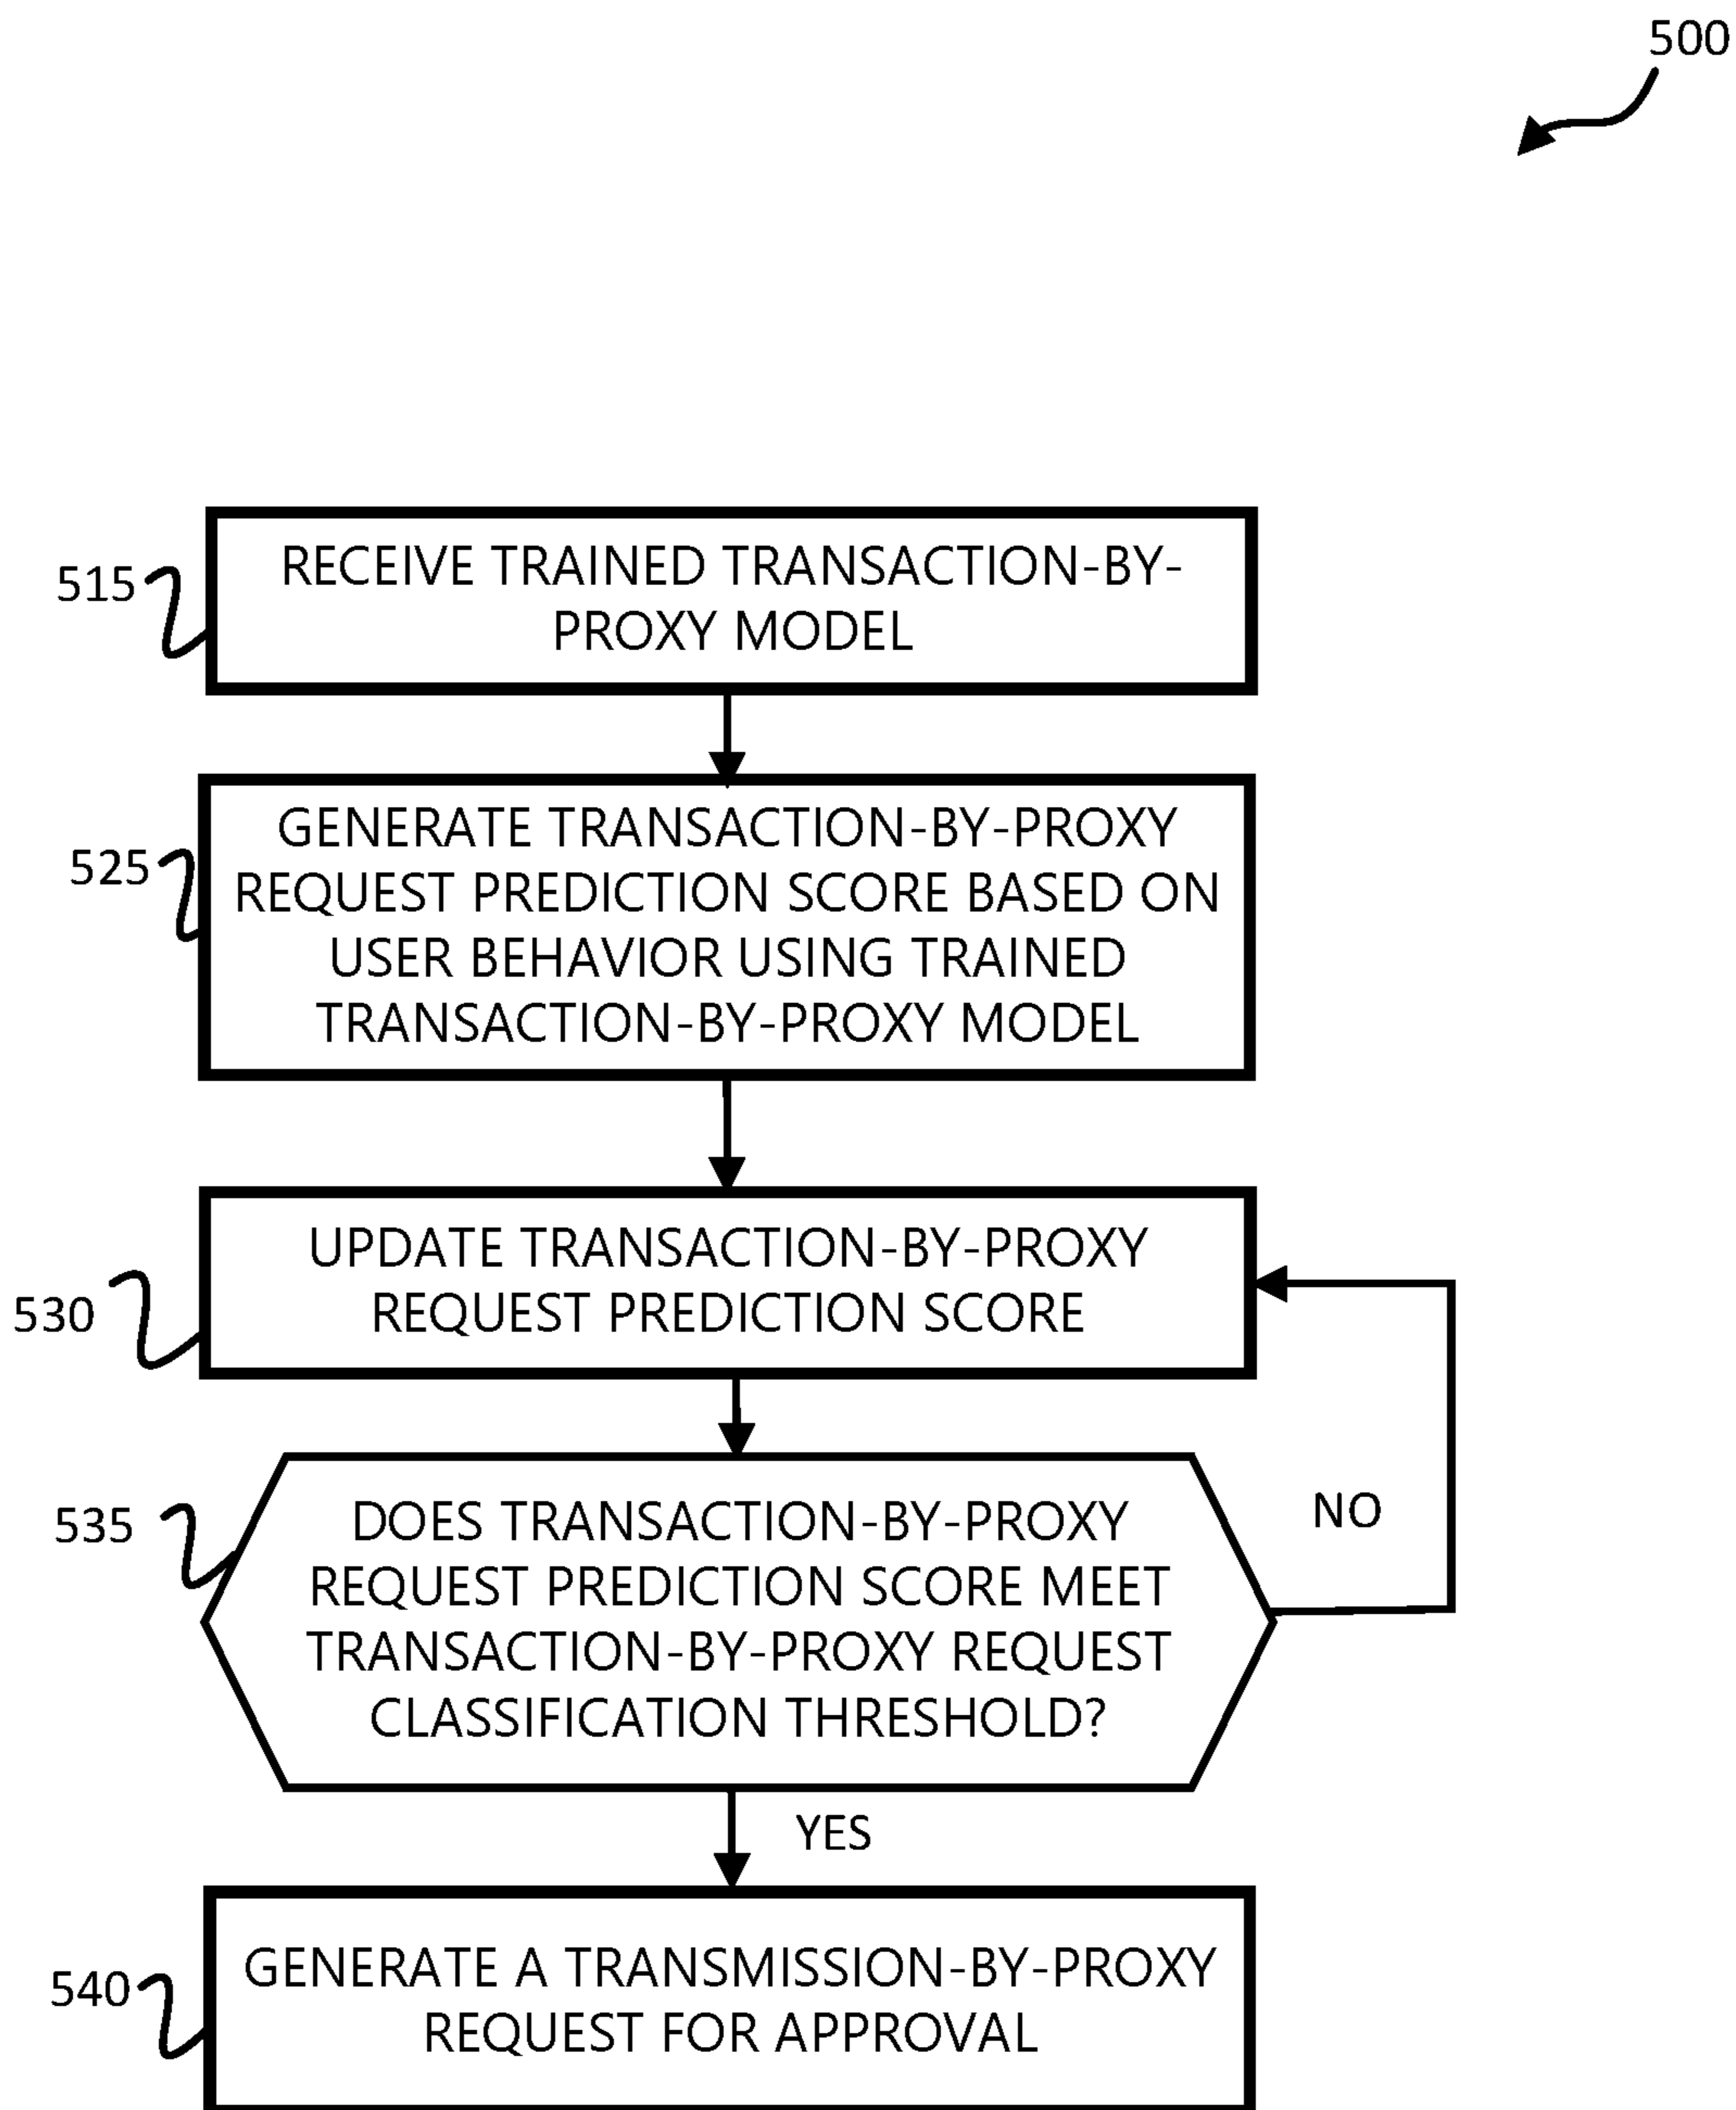 500
515
RECEIVE TRAINED TRANSACTION-BY-
PROXY MODEL
525
GENERATE TRANSACTION-BY-PROXY
REQUEST PREDICTION SCORE BASED ON
USER BEHAVIOR USING TRAINED
TRANSACTION-BY-PROXY MODEL
530
UPDATE TRANSACTION-BY-PROXY
REQUEST PREDICTION SCORE
535
DOES TRANSACTION-BY-PROXY
REQUEST PREDICTION SCORE MEET
TRANSACTION-BY-PROXY REQUEST
CLASSIFICATION THRESHOLD?
NO
YES
540
GENERATE A TRANSMISSION-BY-PROXY
REQUEST FOR APPROVAL